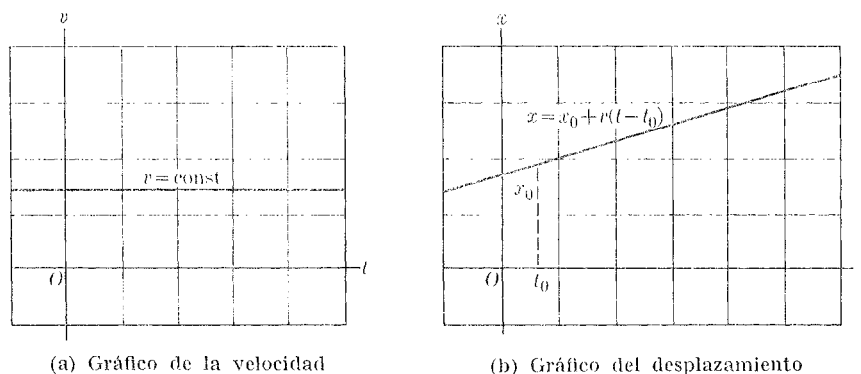 v
v = const
O
t
(a) Gráfico de la velocidad
x
x = x₀ + v(t − t₀)
x₀
O
t₀
(b) Gráfico del desplazamiento